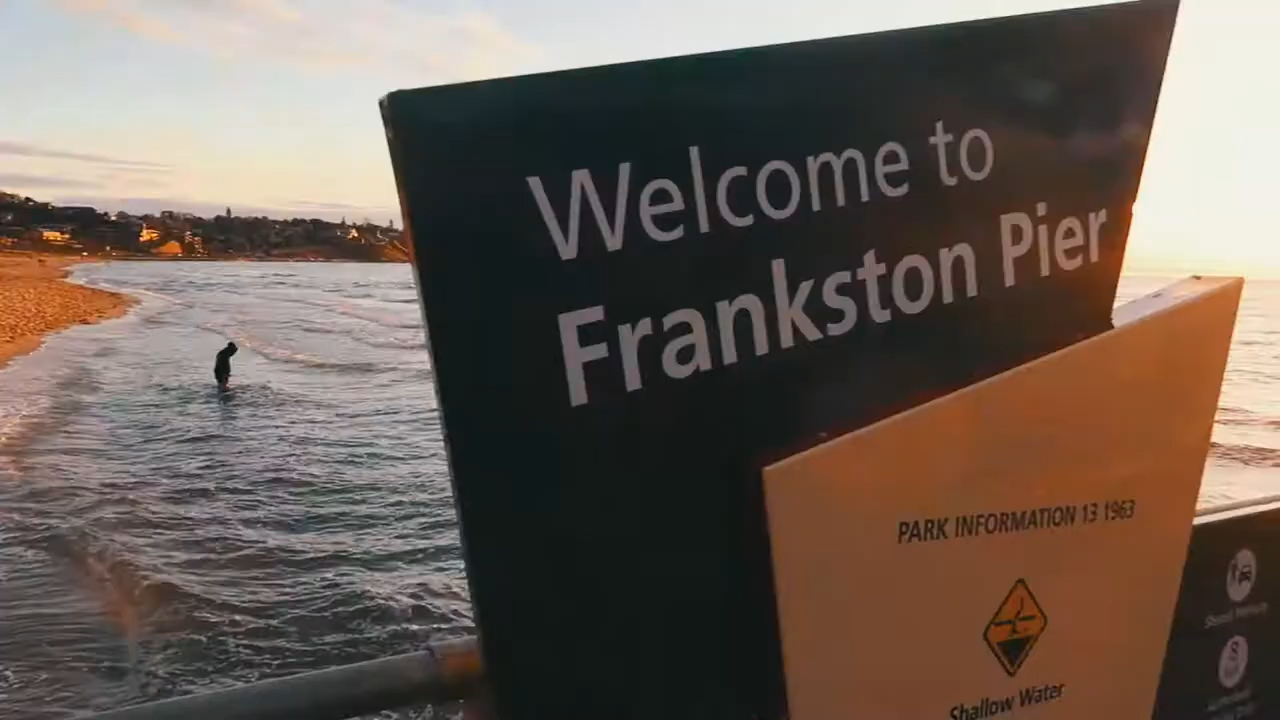 Welcome to
Frankston Pier
PARK INFORMATION 13 1963
Shallow Water